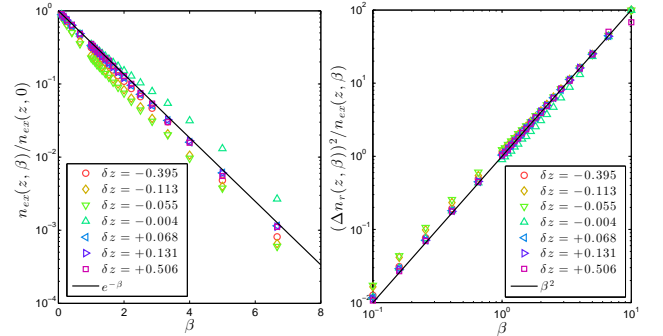 n_ex(z, β)/n_ex(z, 0)
10^0
10^−1
10^−2
10^−3
10^−4
0 2 4 6 8
β
δz = −0.395
δz = −0.113
δz = −0.055
δz = −0.004
δz = +0.068
δz = +0.131
δz = +0.506
e^−β
(Δn_r(z, β))^2/n_ex(z, β)
10^2
10^1
10^0
10^−1
10^−2
10^−1 10^0 10^1
β
δz = −0.395
δz = −0.113
δz = −0.055
δz = −0.004
δz = +0.068
δz = +0.131
δz = +0.506
β^2